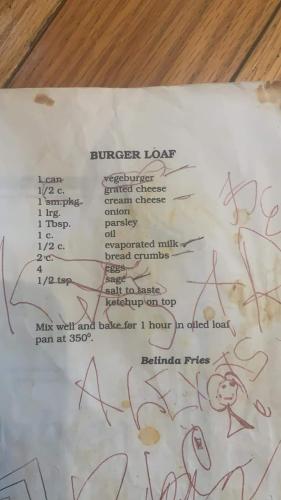 BURGER LOAF
1 can vegeburger
1/2 c. grated cheese
1 sm.pkg. cream cheese
1 lrg. onion
1 Tbsp. parsley
1 c. oil
1/2 c. evaporated milk
2 c. bread crumbs
4 eggs
1/2 tsp. sage
salt to taste
ketchup on top
Mix well and bake for 1 hour in oiled loaf
pan at 350°.
Belinda Fries
ALEXIS